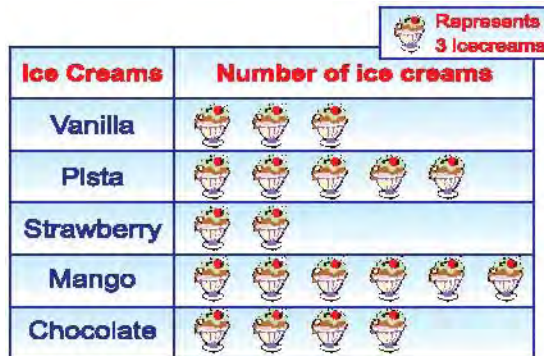 Represents
3 Icecreams
Ice Creams Number of ice creams
Vanilla
Pista
Strawberry
Mango
Chocolate